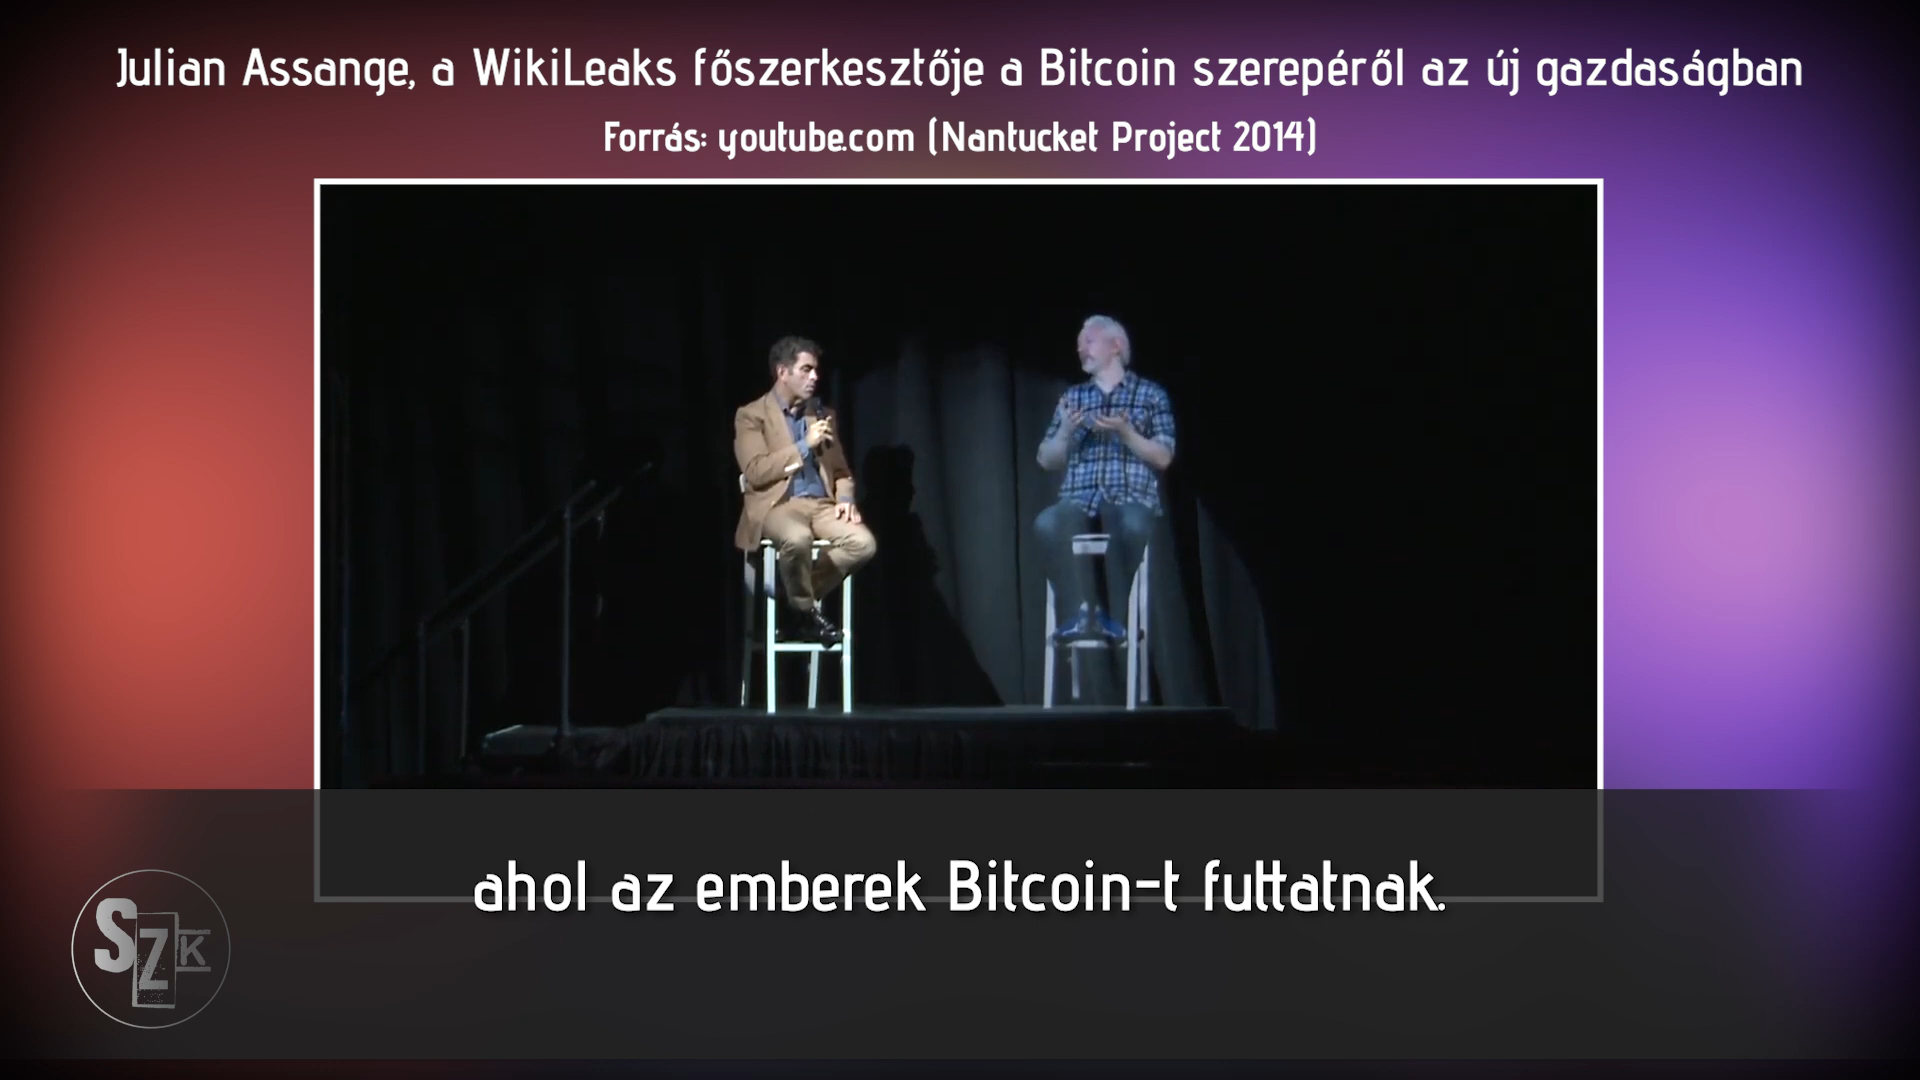 Julian Assange, a WikiLeaks főszerkesztője a Bitcoin szerepéről az új gazdaságban
Forrás: youtube.com (Nantucket Project 2014)
ahol az emberek Bitcoin-t futtatnak.
SZK